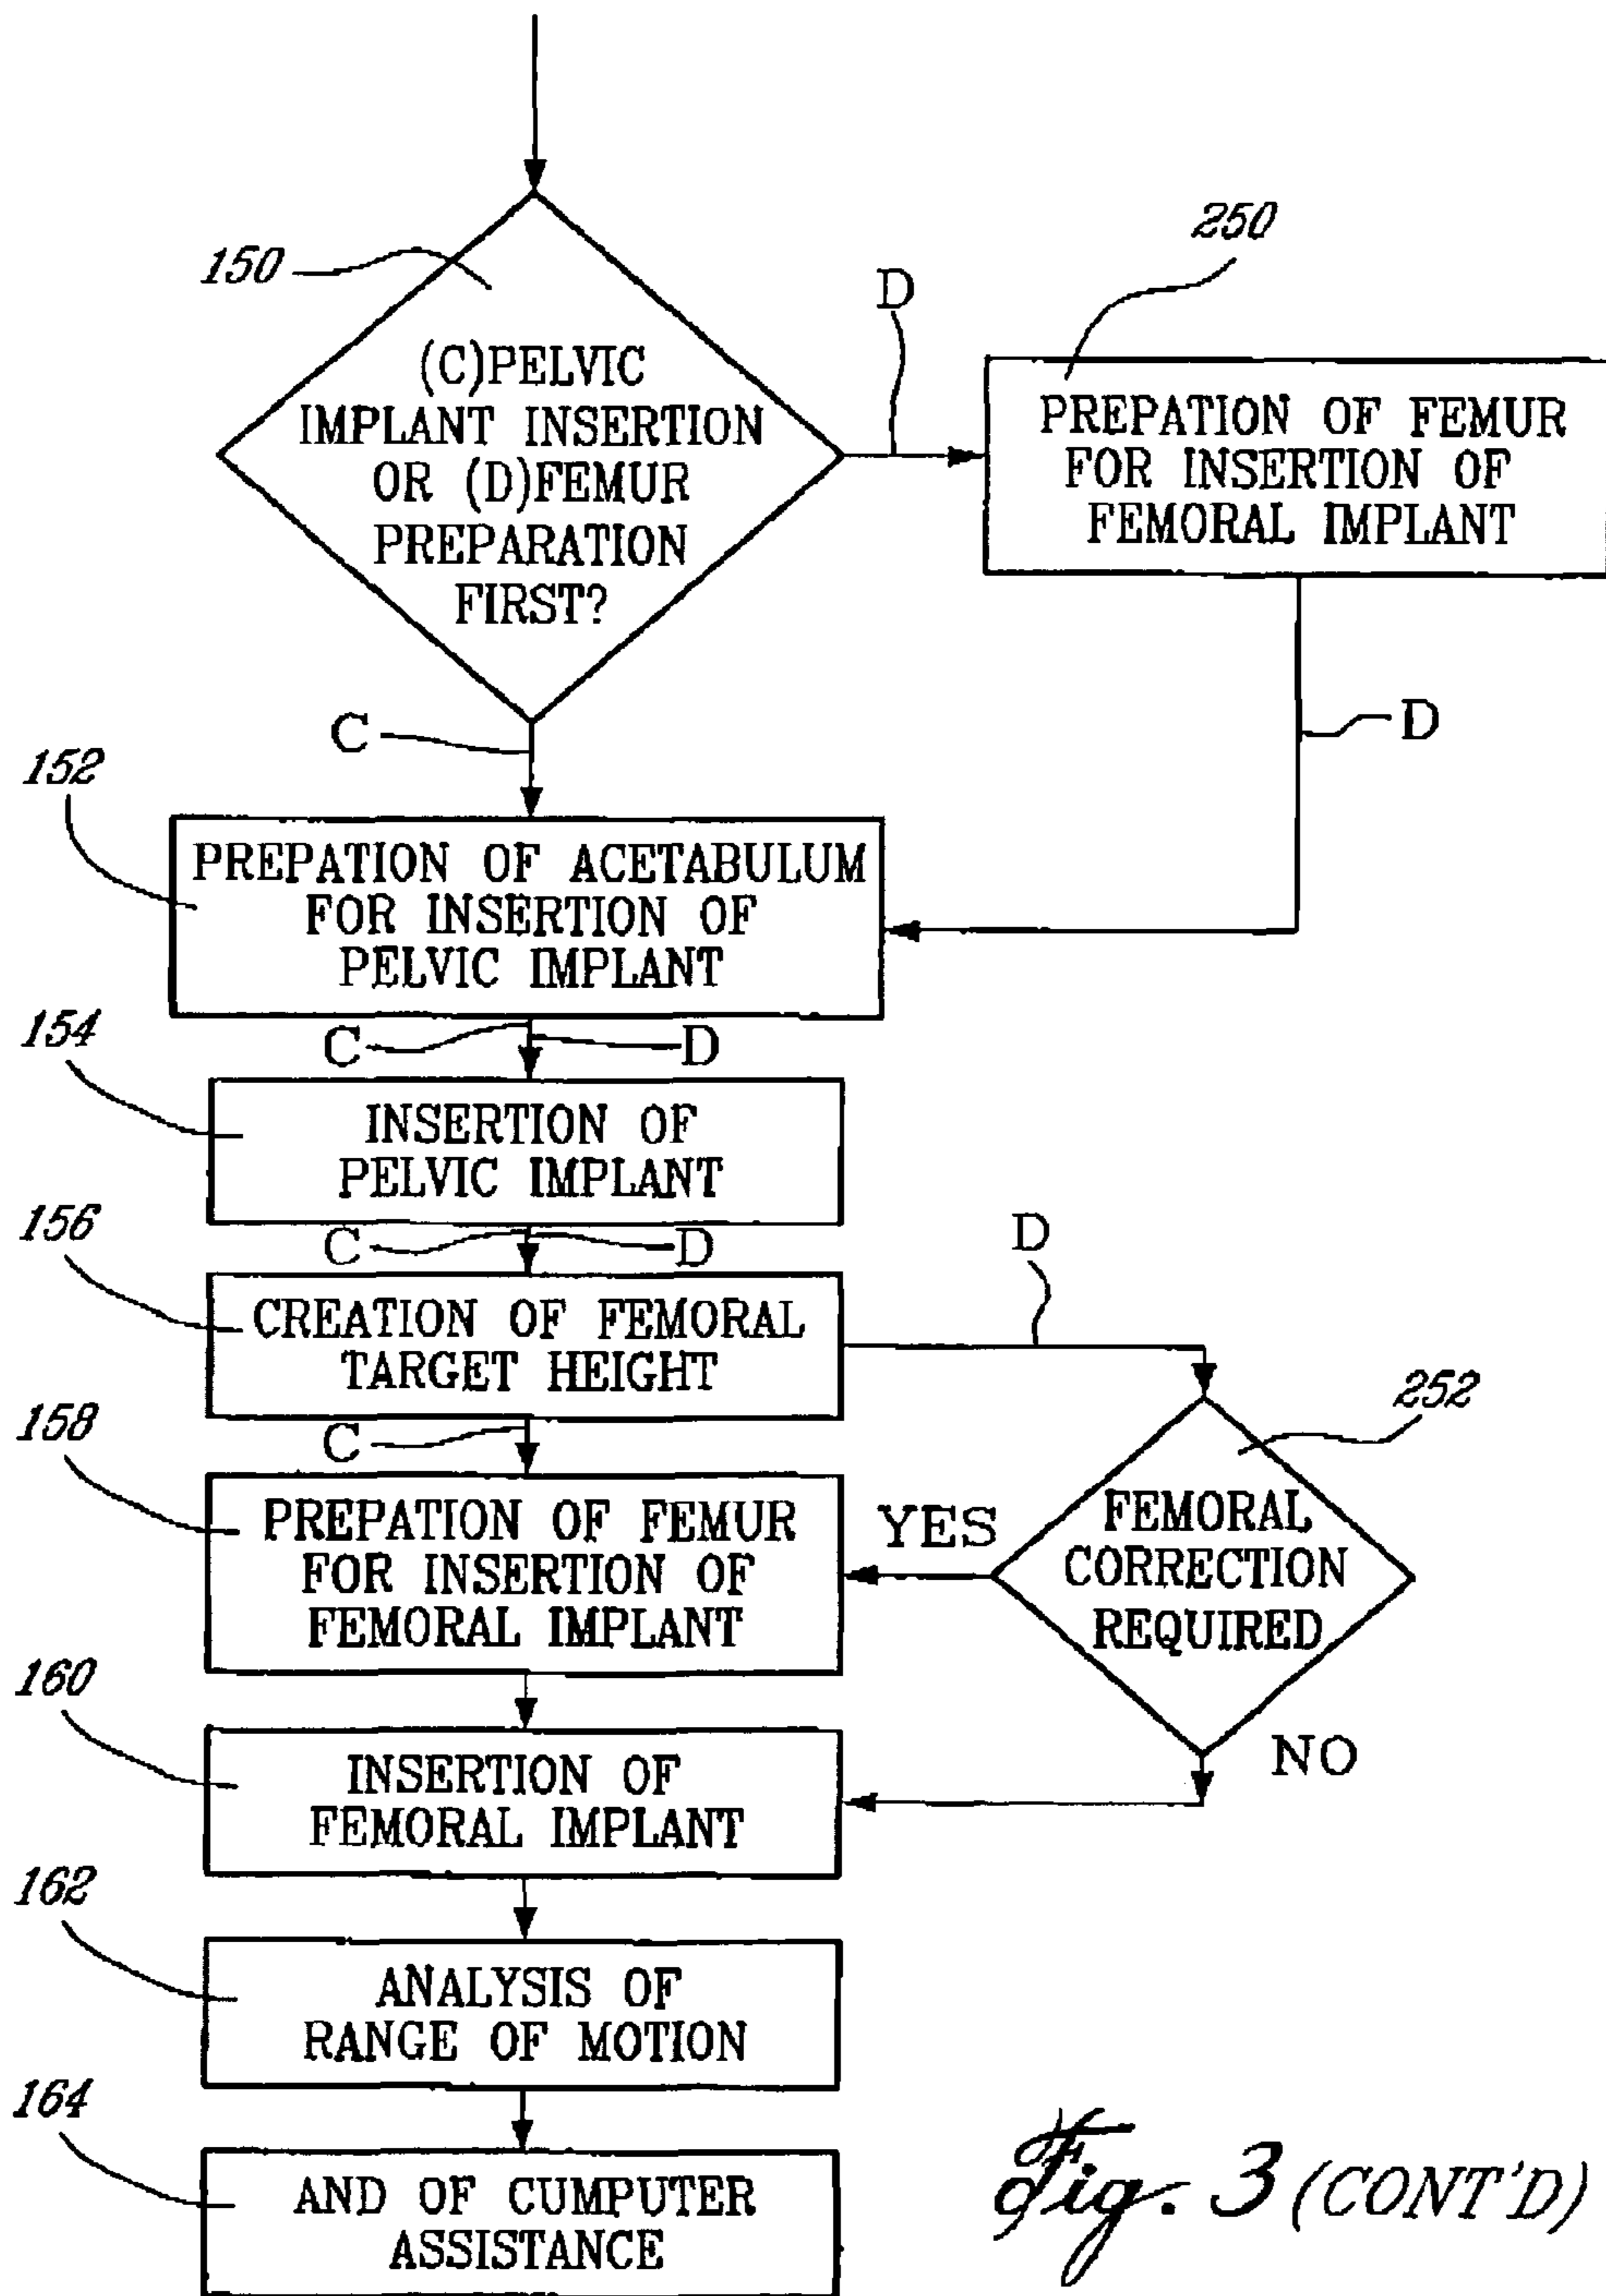 150
(C)PELVIC
IMPLANT INSERTION
OR (D)FEMUR
PREPARATION
FIRST?
D
250
PREPATION OF FEMUR
FOR INSERTION OF
FEMORAL IMPLANT
D
C
152
PREPATION OF ACETABULUM
FOR INSERTION OF
PELVIC IMPLANT
C
D
154
INSERTION OF
PELVIC IMPLANT
C
D
156
CREATION OF FEMORAL
TARGET HEIGHT
D
252
FEMORAL
CORRECTION
REQUIRED
YES
NO
C
158
PREPATION OF FEMUR
FOR INSERTION OF
FEMORAL IMPLANT
160
INSERTION OF
FEMORAL IMPLANT
162
ANALYSIS OF
RANGE OF MOTION
164
AND OF CUMPUTER
ASSISTANCE
Fig. 3 (CONT'D)